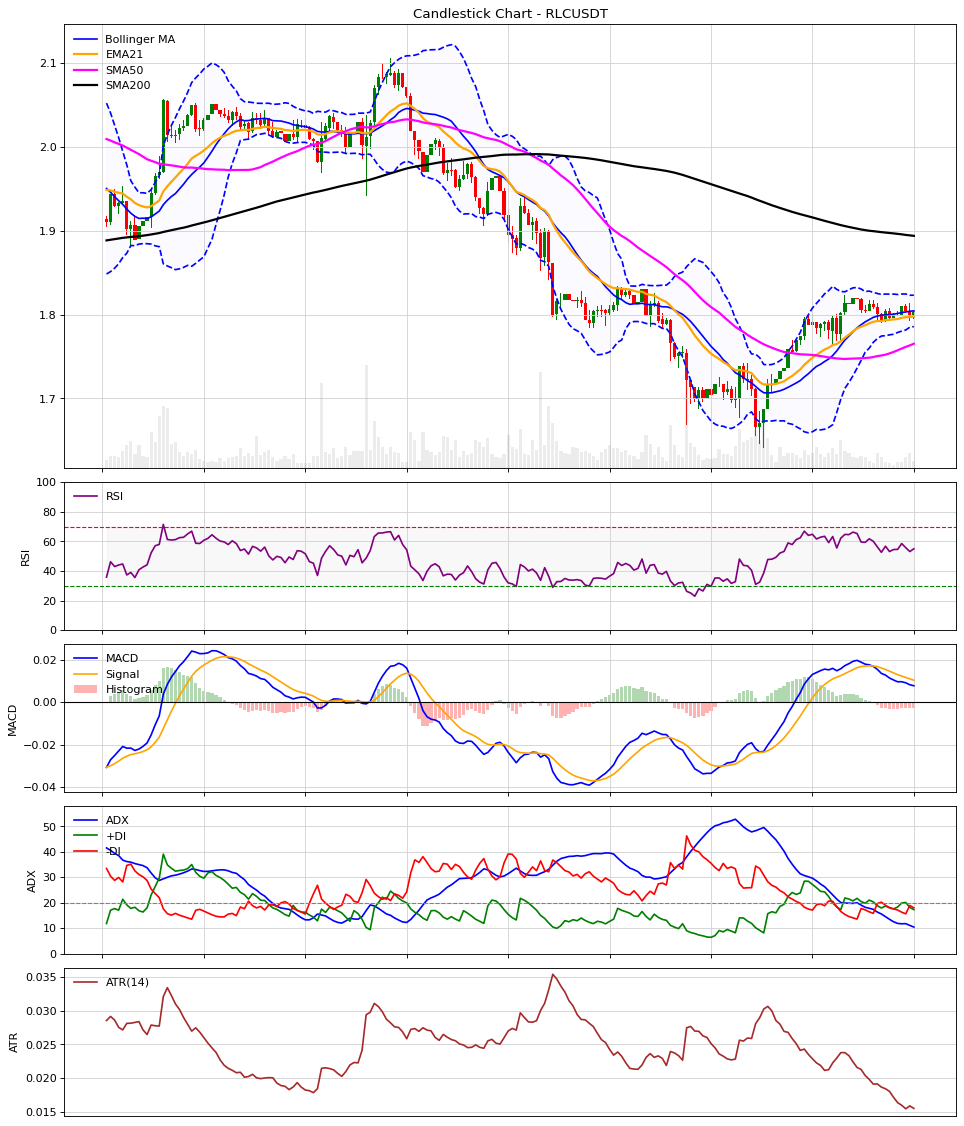 Candlestick Chart - RLCUSDT
Bollinger MA
EMA21
SMA50
SMA200
2.1
2.0
1.9
1.8
1.7
RSI
RSI
100
80
60
40
20
0
MACD
MACD
Signal
Histogram
0.02
0.00
−0.02
−0.04
ADX
ADX
+DI
-DI
50
40
30
20
10
0
ATR
ATR(14)
0.035
0.030
0.025
0.020
0.015